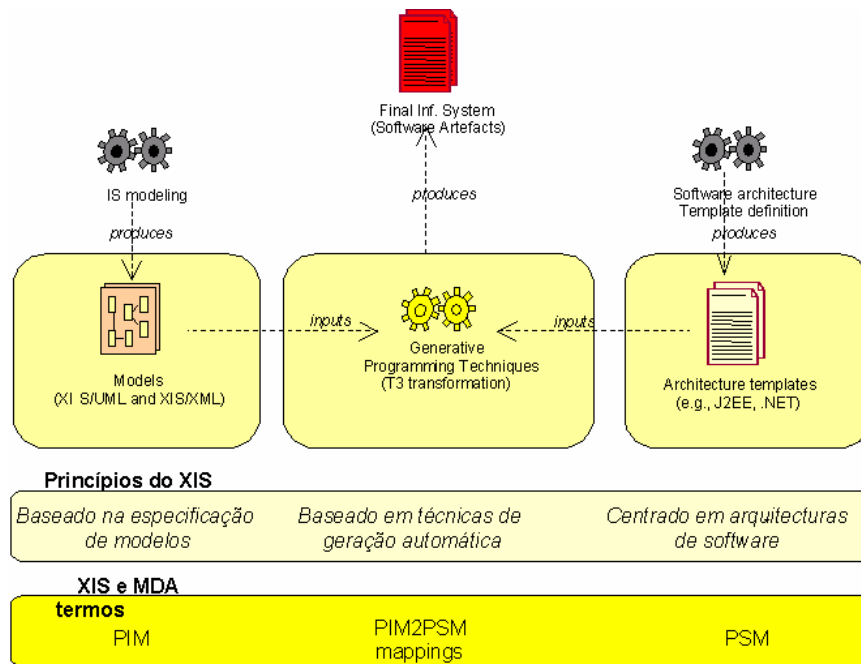 Final Inf. System
(Software Artefacts)
IS modeling
produces
produces
Software architecture
Template definition
produces
inputs
inputs
Models
(XI S/UML and XIS/XML)
Generative
Programming Techniques
(T3 transformation)
Architecture templates
(e.g., J2EE, .NET)
Princípios do XIS
Baseado na especificação
de modelos
Baseado em técnicas de
geração automática
Centrado em arquitecturas
de software
XIS e MDA
termos
PIM
PIM2PSM
mappings
PSM